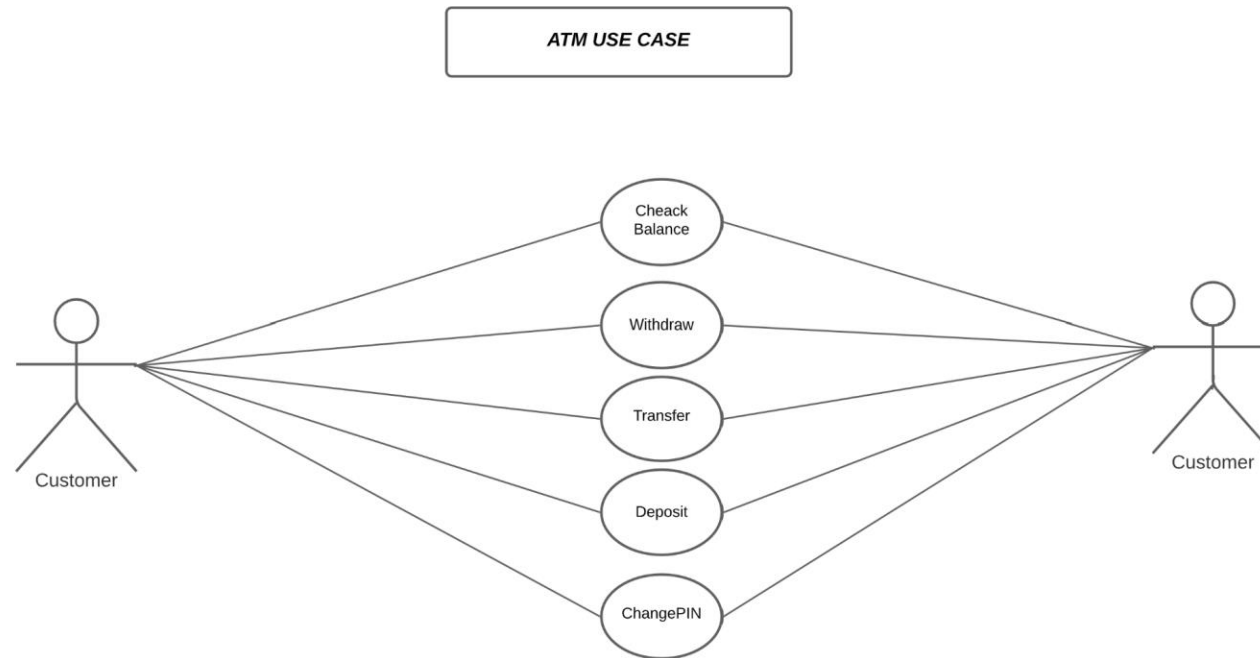 ATM USE CASE
Cheack
Balance
Withdraw
Transfer
Deposit
ChangePIN
Customer
Customer